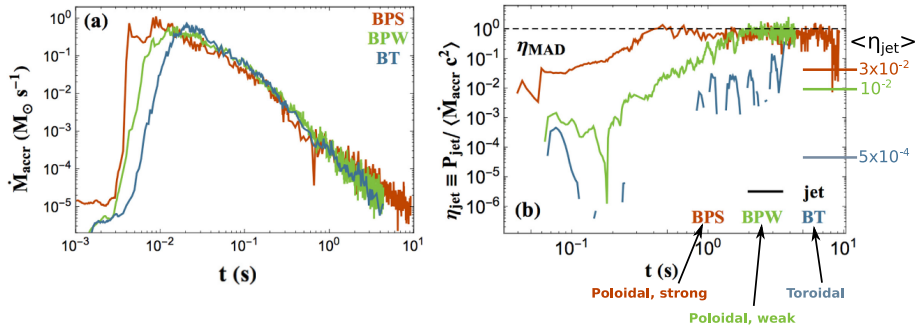 (a)
BPS
BPW
BT
Ṁaccr (M⊙ s⁻¹)
10⁰
10⁻¹
10⁻²
10⁻³
10⁻⁴
10⁻⁵
10⁻³
10⁻²
10⁻¹
10⁰
10¹
t (s)
ηjet ≡ Pjet/ ⟨Ṁaccr c²⟩
10⁰
10⁻¹
10⁻²
10⁻³
10⁻⁴
10⁻⁵
10⁻⁶
ηMAD
(b)
jet
BPS
BPW
BT
10⁻¹
10⁰
10¹
t (s)
<ηjet>
3x10⁻²
10⁻²
5x10⁻⁴
Poloidal, strong
Toroidal
Poloidal, weak